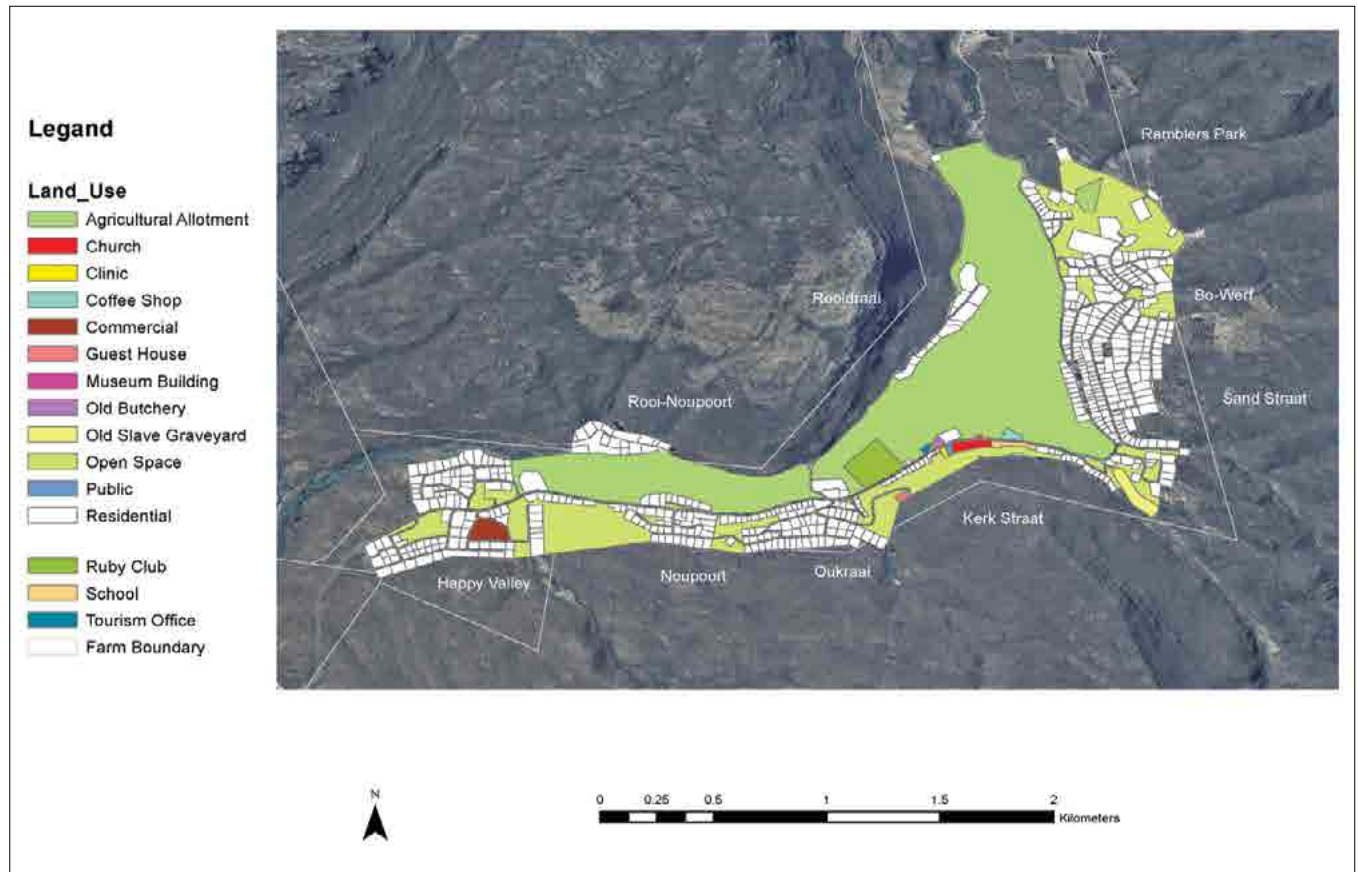 Legand
Land_Use
Agricultural Allotment
Church
Clinic
Coffee Shop
Commercial
Guest House
Museum Building
Old Butchery
Old Slave Graveyard
Open Space
Public
Residential
Ruby Club
School
Tourism Office
Farm Boundary
Ramblers Park
Rooidraai
Bo-Werf
Rooi-Noupoort
Sand Straat
Kerk Straat
Happy Valley
Noupoort
Oukraal
N
0 0.25 0.5 1 1.5 2
Kilometers